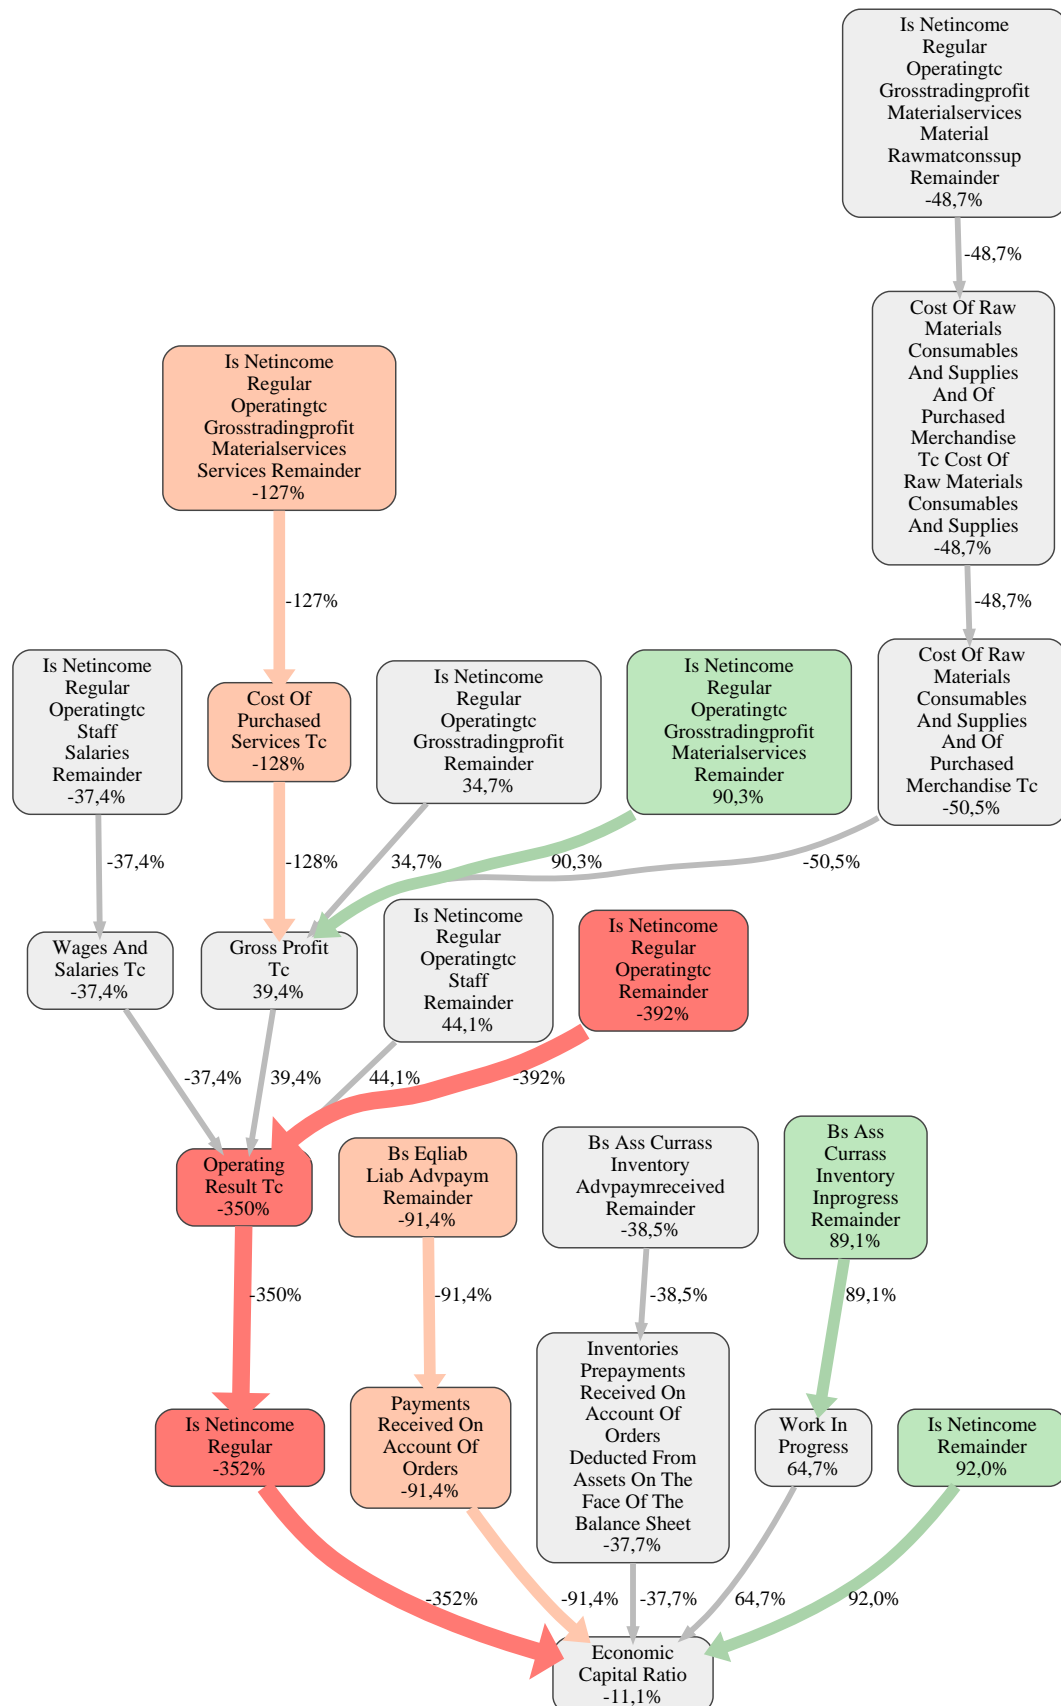 Is Netincome
Regular
Operatingtc
Grosstradingprofit
Materialservices
Material
Rawmatconssup
Remainder
-48,7%
-48,7%
Cost Of Raw
Materials
Consumables
And Supplies
And Of
Purchased
Merchandise
Tc Cost Of
Raw Materials
Consumables
And Supplies
-48,7%
Is Netincome
Regular
Operatingtc
Grosstradingprofit
Materialservices
Services Remainder
-127%
-127%
-48,7%
Is Netincome
Regular
Operatingtc
Staff
Salaries
Remainder
-37,4%
Cost Of
Purchased
Services Tc
-128%
Is Netincome
Regular
Operatingtc
Grosstradingprofit
Remainder
34,7%
Is Netincome
Regular
Operatingtc
Grosstradingprofit
Materialservices
Remainder
90,3%
Cost Of Raw
Materials
Consumables
And Supplies
And Of
Purchased
Merchandise Tc
-50,5%
-37,4%
-128%
34,7%
90,3%
-50,5%
Wages And
Salaries Tc
-37,4%
Gross Profit
Tc
39,4%
Is Netincome
Regular
Operatingtc
Staff
Remainder
44,1%
Is Netincome
Regular
Operatingtc
Remainder
-392%
-37,4%
39,4%
44,1%
-392%
Operating
Result Tc
-350%
Bs Eqliab
Liab Advpaym
Remainder
-91,4%
Bs Ass Currass
Inventory
Advpaymreceived
Remainder
-38,5%
Bs Ass
Currass
Inventory
Inprogress
Remainder
89,1%
-350%
-91,4%
-38,5%
89,1%
Is Netincome
Regular
-352%
Payments
Received On
Account Of
Orders
-91,4%
Inventories
Prepayments
Received On
Account Of
Orders
Deducted From
Assets On The
Face Of The
Balance Sheet
-37,7%
Work In
Progress
64,7%
Is Netincome
Remainder
92,0%
-352%
-91,4%
-37,7%
64,7%
92,0%
Economic
Capital Ratio
-11,1%